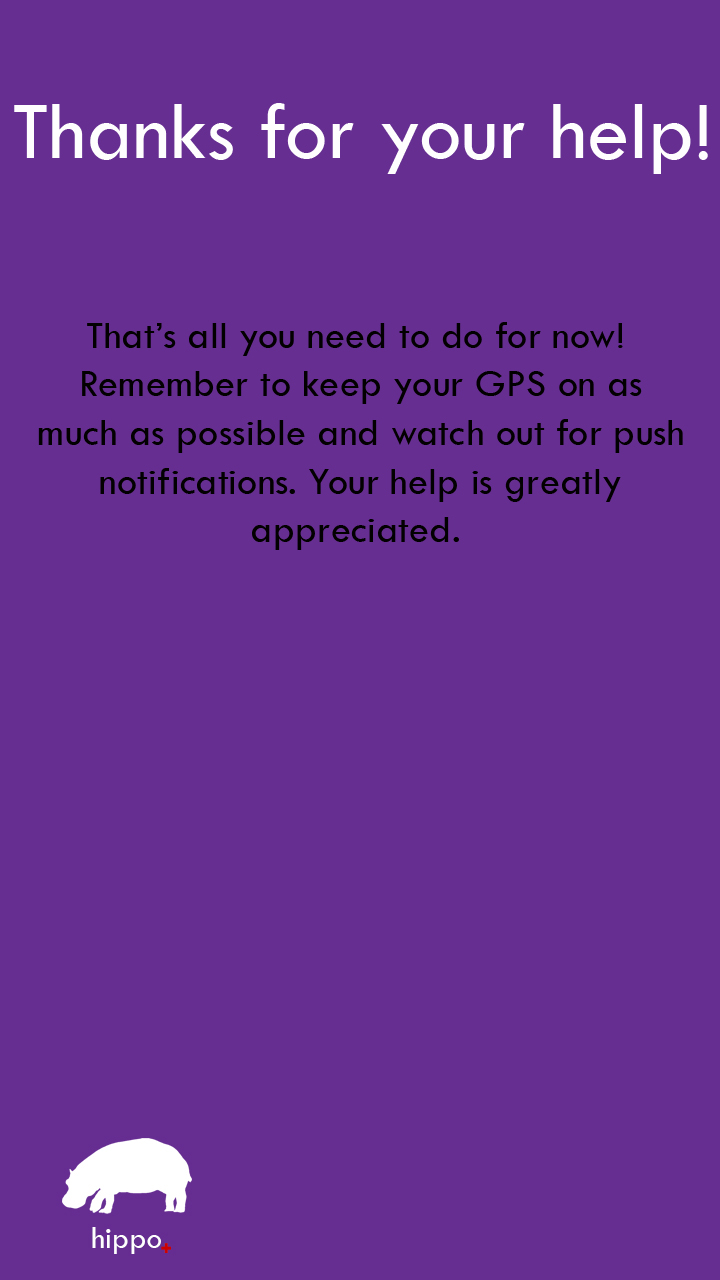 Thanks for your help!
That’s all you need to do for now!
Remember to keep your GPS on as
much as possible and watch out for push
notifications. Your help is greatly
appreciated.
hippo+